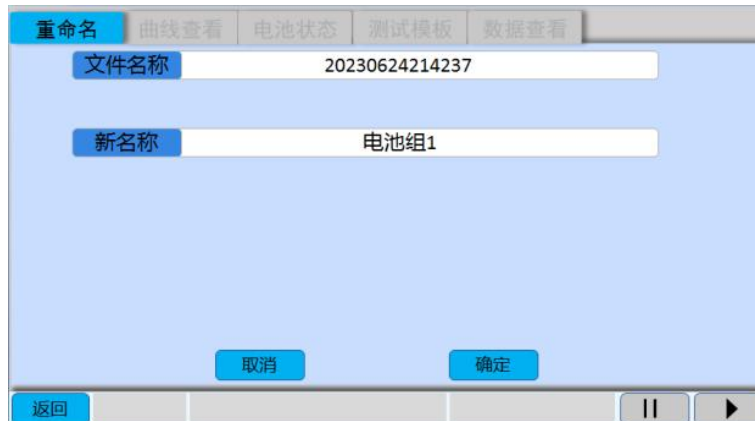 重命名 曲线查看 电池状态 测试模板 数据查看
文件名称 20230624214237
新名称 电池组1
取消 确定
返回